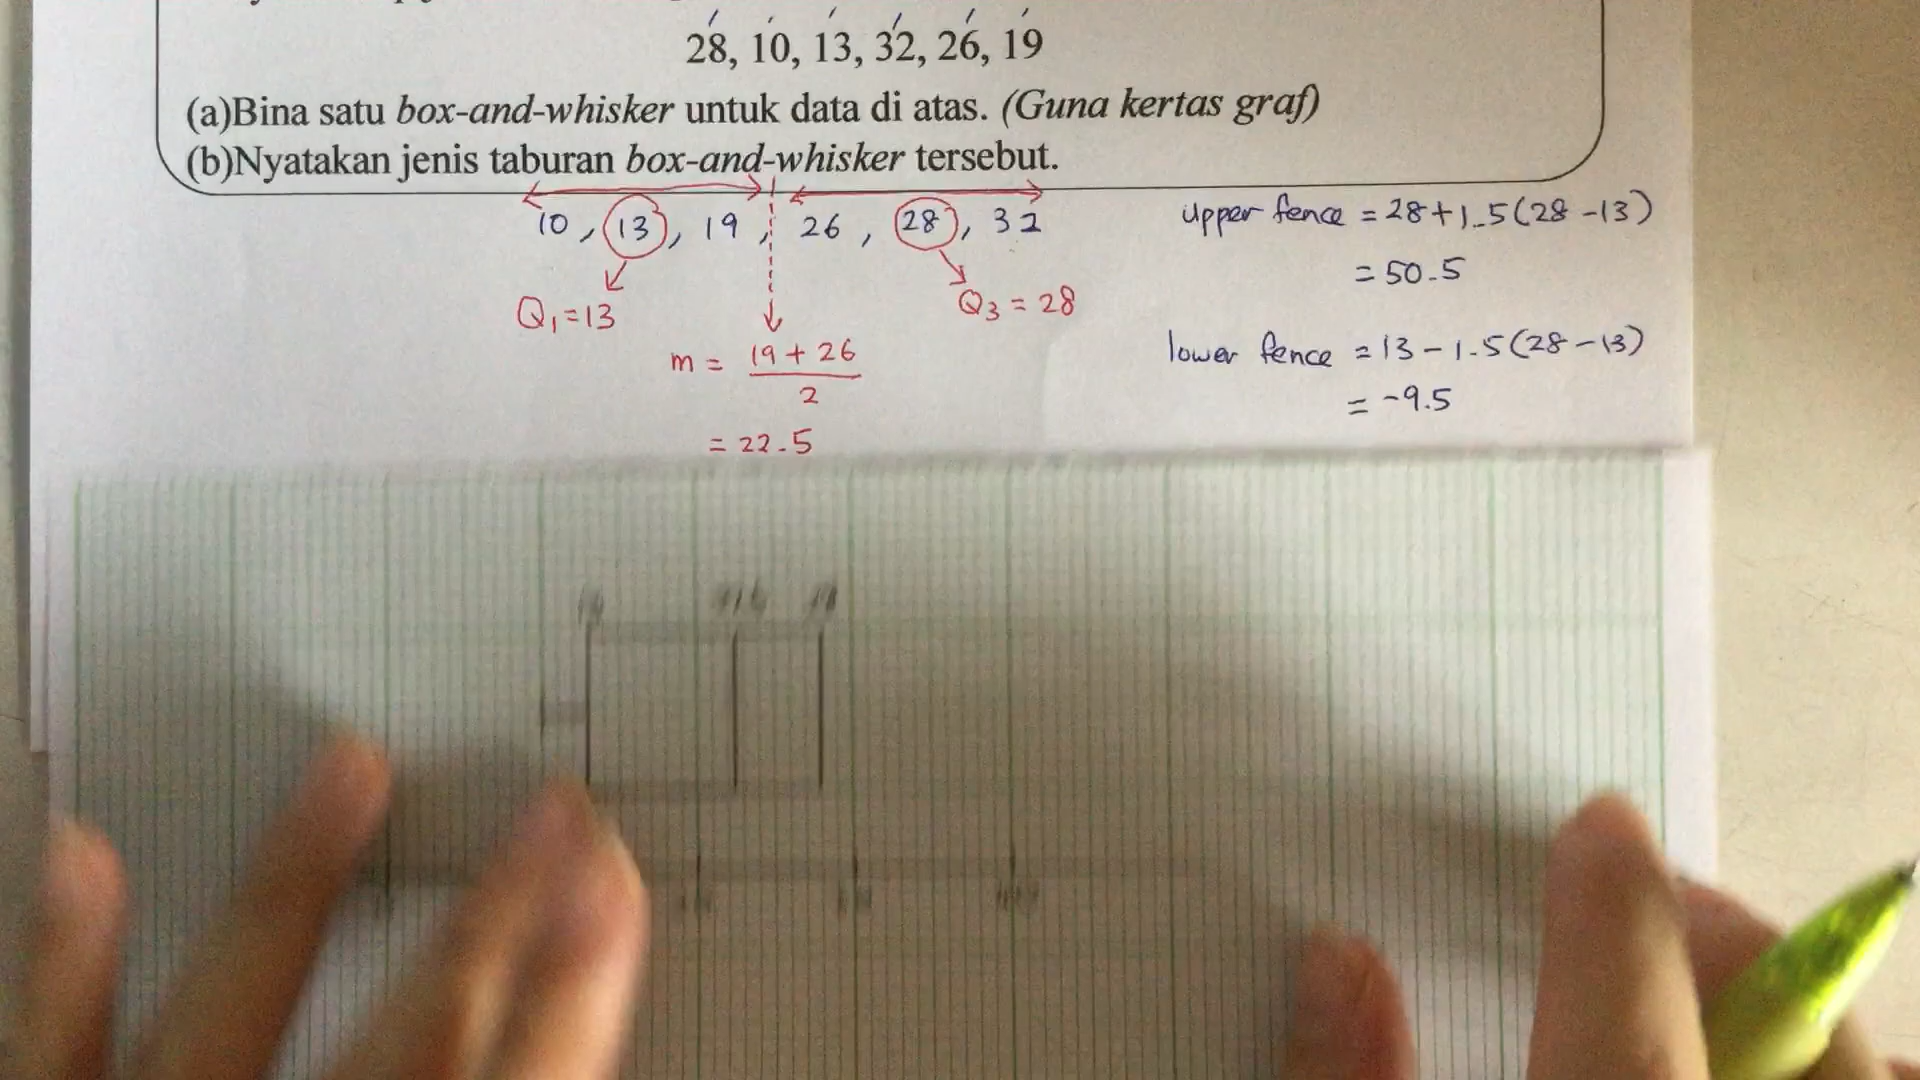 28, 10, 13, 32, 26, 19
(a)Bina satu box-and-whisker untuk data di atas. (Guna kertas graf)
(b)Nyatakan jenis taburan box-and-whisker tersebut.
10, 13, 19, 26, 28, 32
Q1=13
Q3 = 28
m = 19 + 26
2
= 22.5
upper fence = 28+1.5(28-13)
= 50.5
lower fence = 13-1.5(28-13)
= -9.5